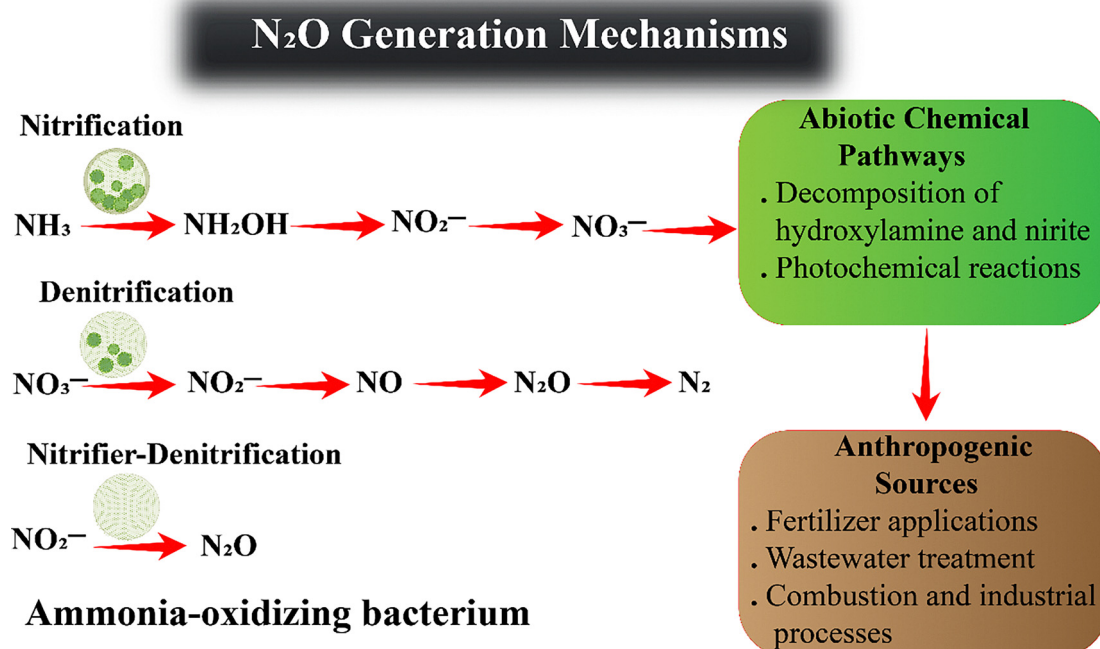 N₂O Generation Mechanisms
Nitrification
NH₃ NH₂OH NO₂⁻ NO₃⁻
Denitrification
NO₃⁻ NO₂⁻ NO N₂O N₂
Nitrifier-Denitrification
NO₂⁻ N₂O
Ammonia-oxidizing bacterium
Abiotic Chemical
Pathways
. Decomposition of
hydroxylamine and nirite
. Photochemical reactions
Anthropogenic
Sources
. Fertilizer applications
. Wastewater treatment
. Combustion and industrial
processes